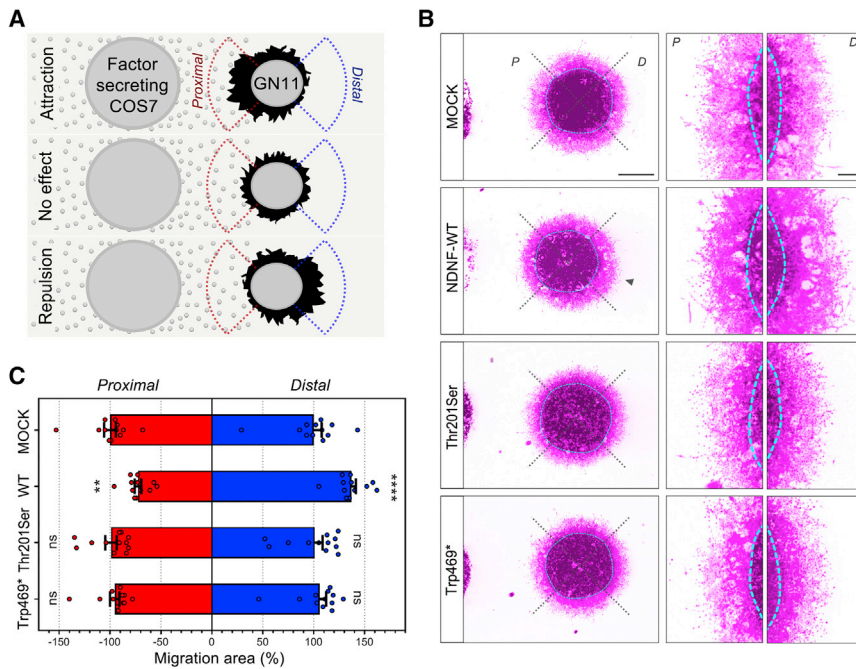 A
Attraction
Factor
secreting
COS7
Proximal
GN11
Distal
No effect
Repulsion
B
P
D
P
D
MOCK
NDNF-WT
Thr201Ser
Trp469*
C
Proximal
Distal
MOCK
WT
**
****
Thr201Ser
ns
ns
Trp469*
ns
ns
-150
-100
-50
0
50
100
150
Migration area (%)